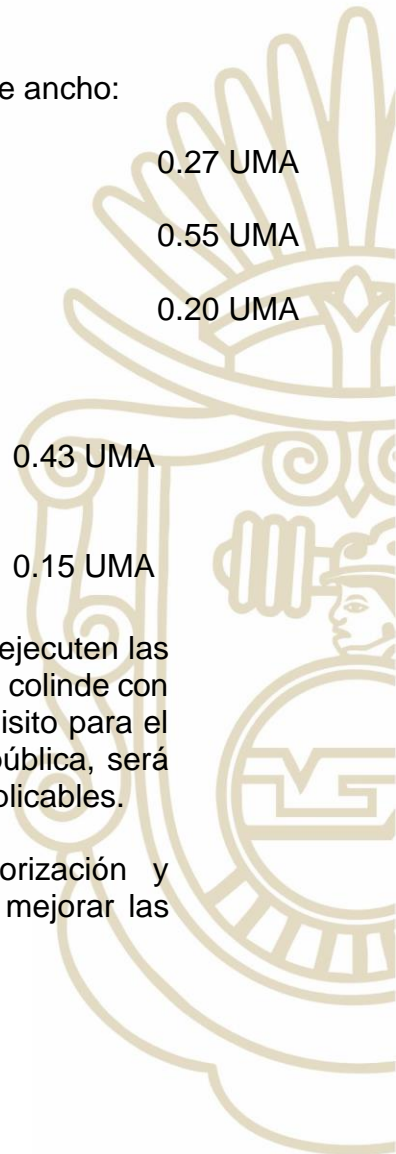 e ancho:
0.27 UMA
0.55 UMA
0.20 UMA
0.43 UMA
0.15 UMA
ejecuten las
colinde con
isito para el
ública, será
licables.
orización y
mejorar las